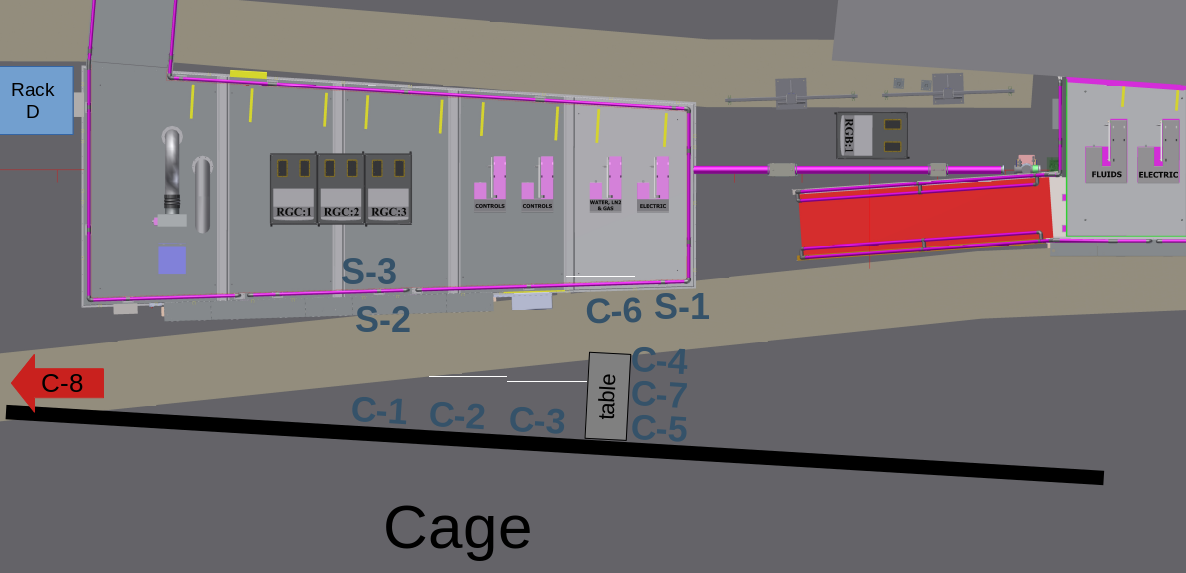 Rack
D
RGB:1
FLUIDS
ELECTRIC
RGC:1
RGC:2
RGC:3
CONTROLS
CONTROLS
WATER, LN2
& GAS
ELECTRIC
S-3
S-2
C-6
S-1
C-8
table
C-4
C-7
C-5
C-1
C-2
C-3
Cage